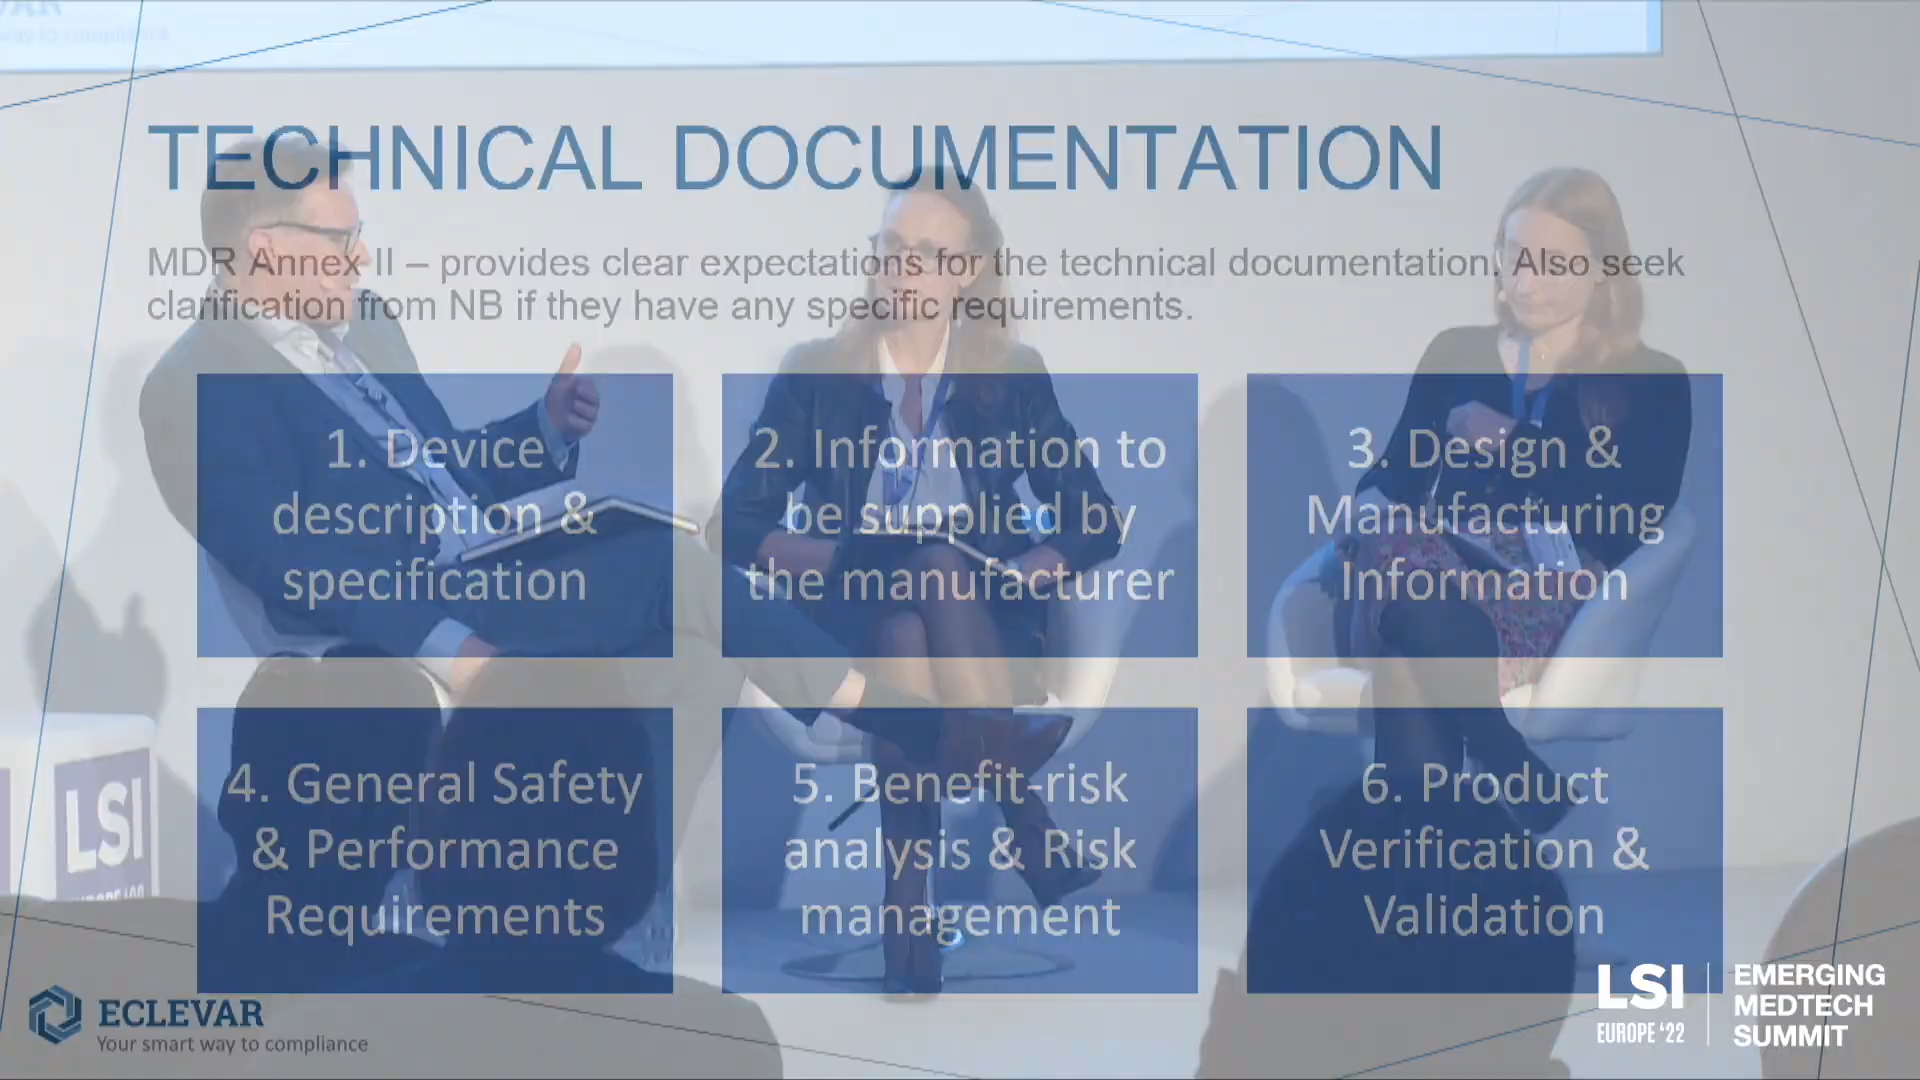 TECHNICAL DOCUMENTATION
MDR Annex II – provides clear expectations for the technical documentation. Also seek
clarification from NB if they have any specific requirements.
1. Device
description &
specification
2. Information to
be supplied by
the manufacturer
3. Design &
Manufacturing
Information
4. General Safety
& Performance
Requirements
5. Benefit-risk
analysis & Risk
management
6. Product
Verification &
Validation
LSI
ECLEVAR
Your smart way to compliance
LSI
EUROPE '22
EMERGING
MEDTECH
SUMMIT